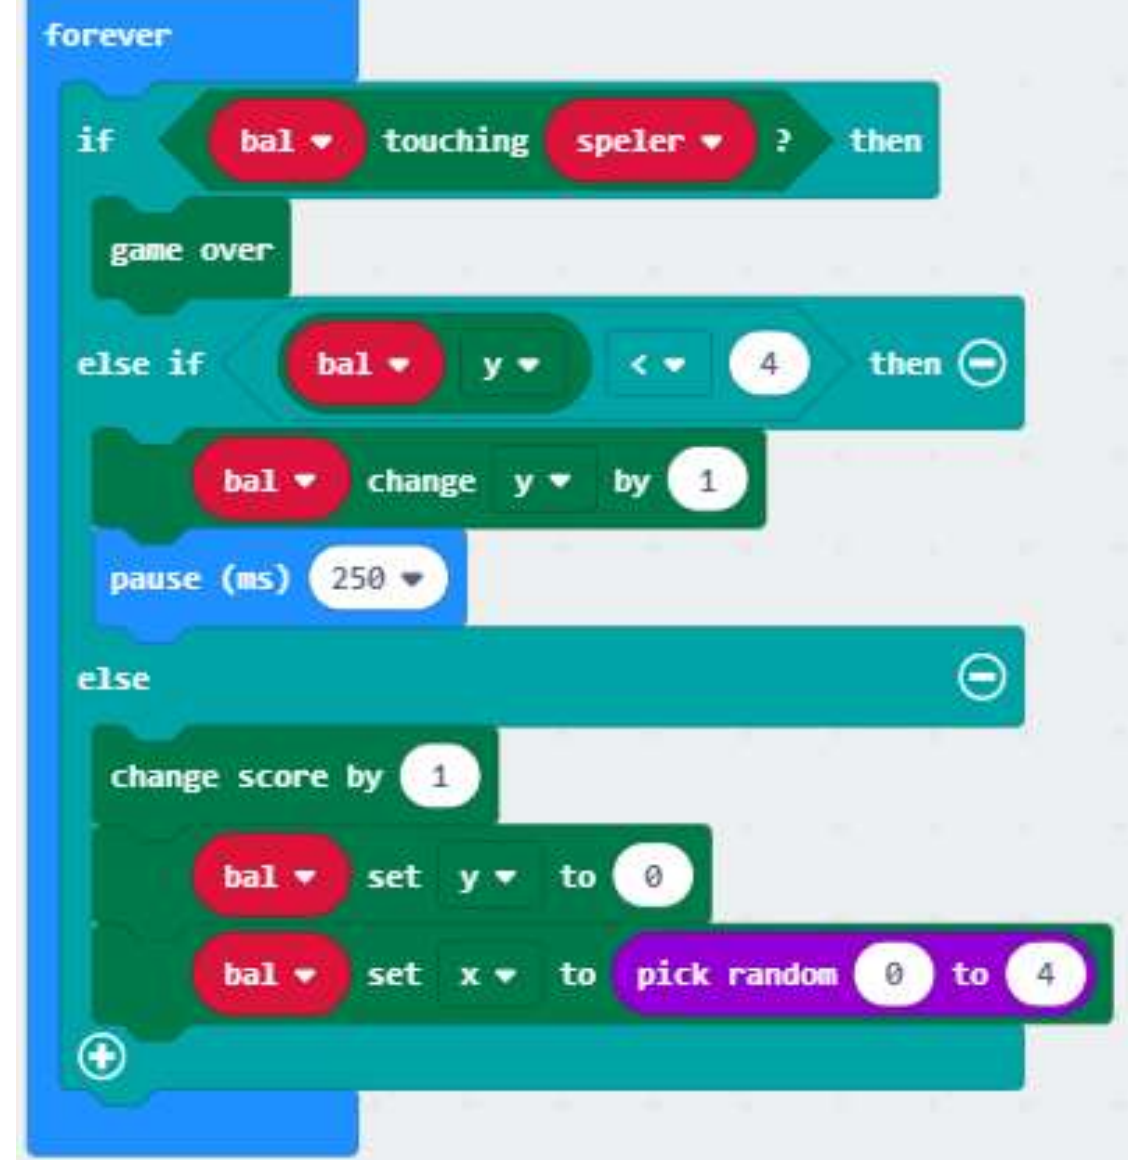 forever
if bal touching speler ? then
game over
else if bal y < 4 then
bal change y by 1
pause (ms) 250
else
change score by 1
bal set y to 0
bal set x to pick random 0 to 4